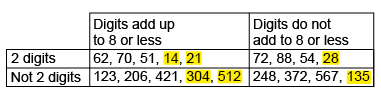 Digits add up to 8 or less
Digits do not add to 8 or less
2 digits
62, 70, 51, 14, 21
72, 88, 54, 28
Not 2 digits
123, 206, 421, 304, 512
248, 372, 567, 135